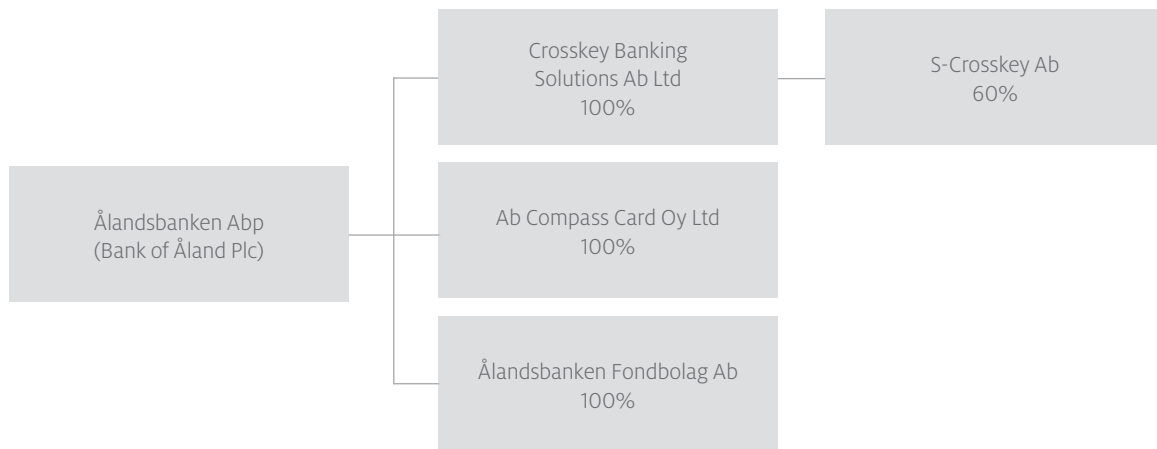 Ålandsbanken Abp
(Bank of Åland Plc)
Crosskey Banking
Solutions Ab Ltd
100%
S-Crosskey Ab
60%
Ab Compass Card Oy Ltd
100%
Ålandsbanken Fondbolag Ab
100%